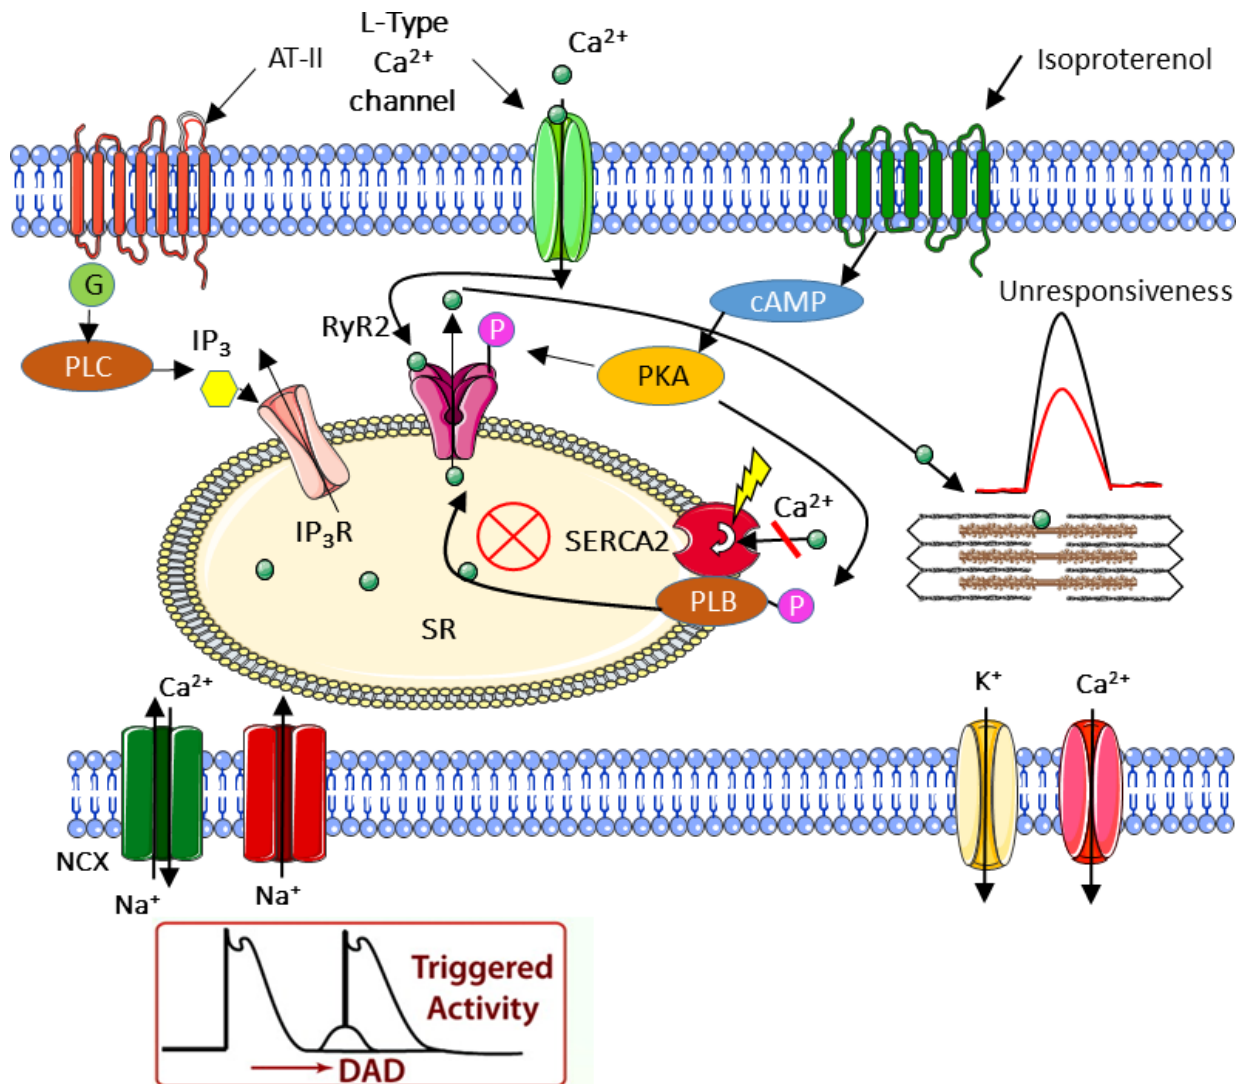 L-Type
Ca²⁺
channel
AT-II
Ca²⁺
Isoproterenol
G
PLC
IP₃
RyR2
P
cAMP
PKA
Unresponsiveness
IP₃R
SERCA2
Ca²⁺
PLB
P
SR
Ca²⁺
K⁺
Ca²⁺
NCX
Na⁺
Na⁺
Triggered
Activity
DAD